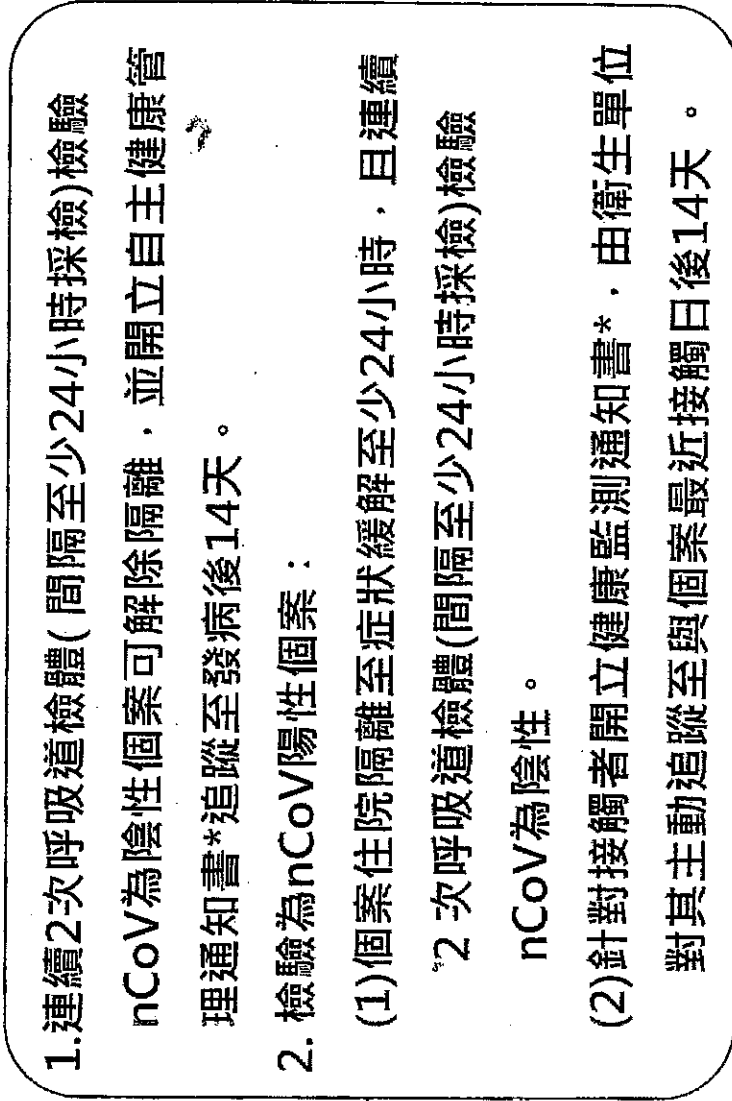 1.連續2次呼吸道檢體( 間隔至少24小時採檢)檢驗
nCoV為陰性個案可解除隔離，並開立自主健康管
理通知書*追蹤至發病後14天。
2. 檢驗為nCoV陽性個案：
(1)個案住院隔離至症狀緩解至少24小時，且連續
2 次呼吸道檢體(間隔至少24小時採檢)檢驗
nCoV為陰性。
(2)針對接觸者開立健康監測通知書*，由衛生單位
對其主動追蹤至與個案最近接觸日後14天。